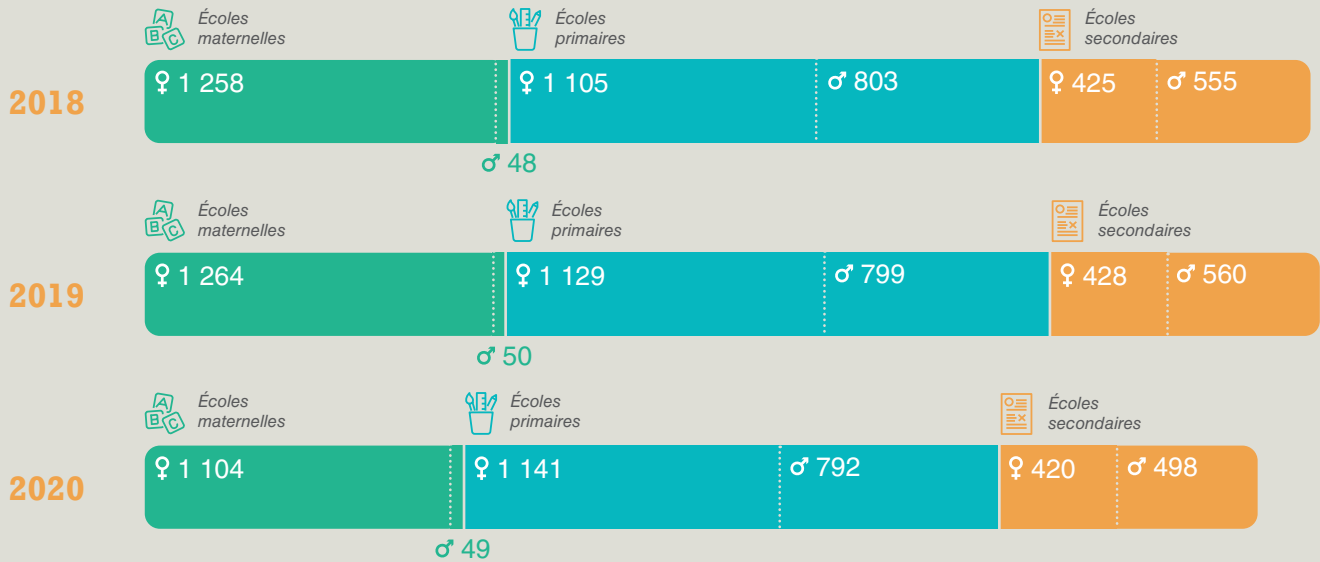 Écoles
maternelles
Écoles
primaires
Écoles
secondaires
2018
♀ 1 258
♀ 1 105
♂ 803
♀ 425
♂ 555
♂ 48
Écoles
maternelles
Écoles
primaires
Écoles
secondaires
2019
♀ 1 264
♀ 1 129
♂ 799
♀ 428
♂ 560
♂ 50
Écoles
maternelles
Écoles
primaires
Écoles
secondaires
2020
♀ 1 104
♀ 1 141
♂ 792
♀ 420
♂ 498
♂ 49